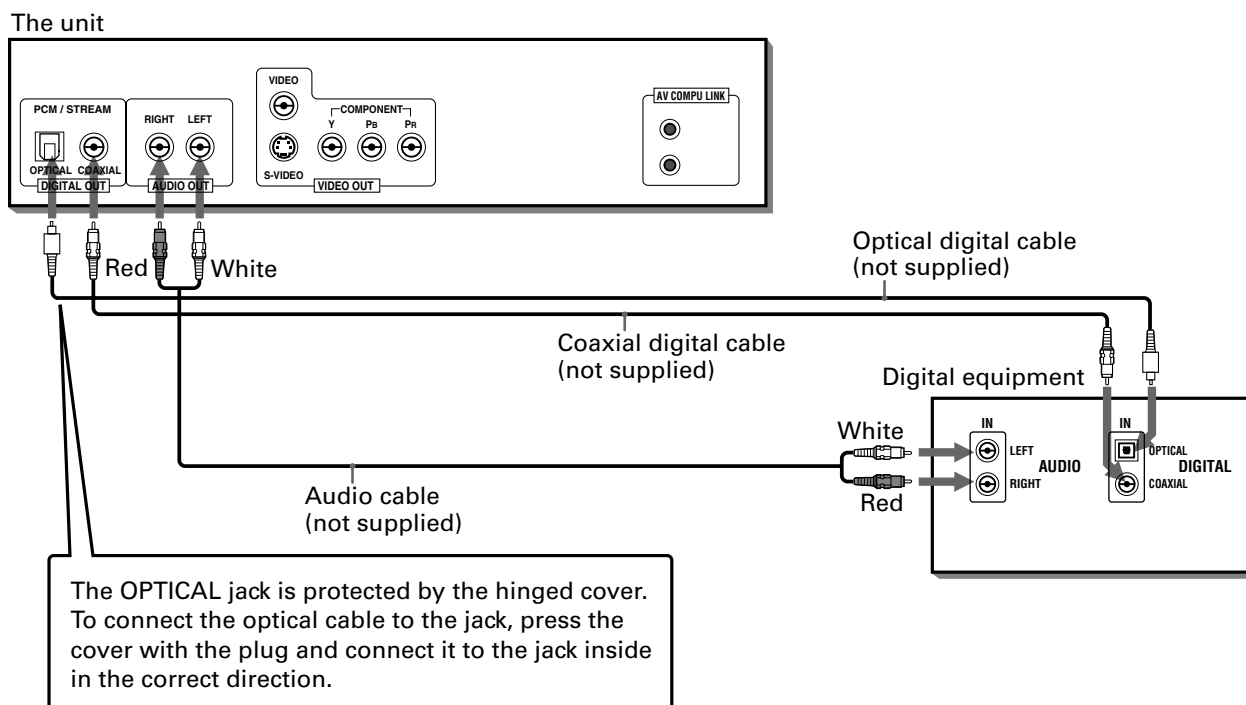 The unit
PCM / STREAM
OPTICAL COAXIAL
DIGITAL OUT
RIGHT LEFT
AUDIO OUT
VIDEO
S-VIDEO
COMPONENT
Y PB PR
VIDEO OUT
AV COMPU LINK
Red
White
Optical digital cable
(not supplied)
Coaxial digital cable
(not supplied)
Audio cable
(not supplied)
Digital equipment
White
Red
IN
LEFT
RIGHT
AUDIO
IN
OPTICAL
COAXIAL
DIGITAL
The OPTICAL jack is protected by the hinged cover.
To connect the optical cable to the jack, press the
cover with the plug and connect it to the jack inside
in the correct direction.